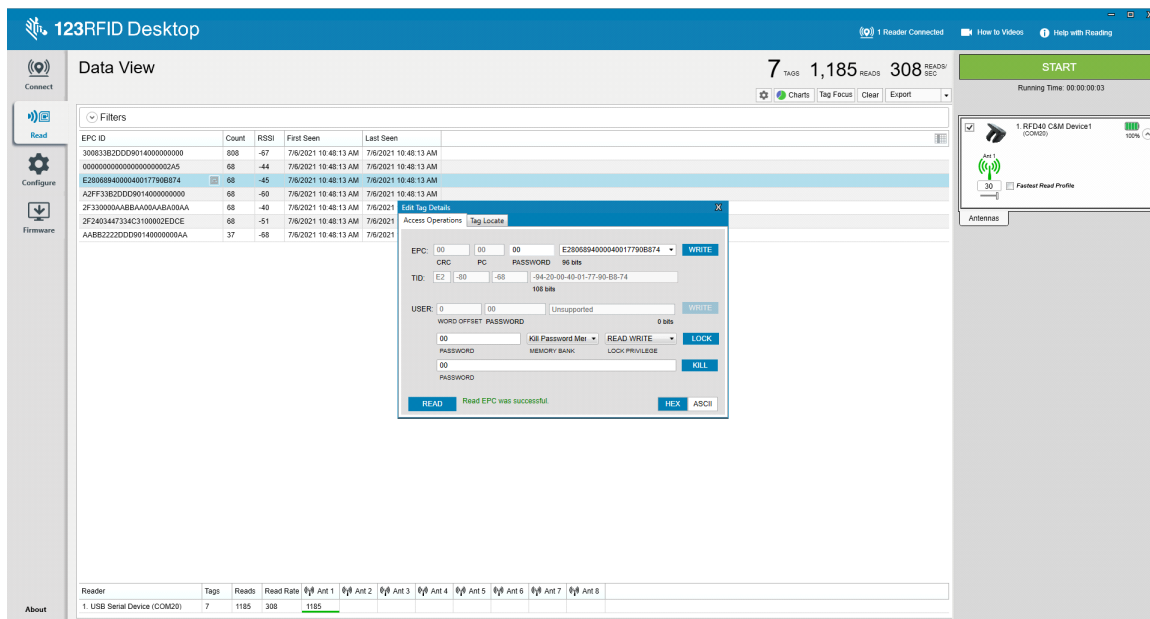 123RFID Desktop
1 Reader Connected
How to Videos
Help with Reading
Connect
Read
Configure
Firmware
About
Data View
7 TAGS 1,185 READS 308 READS/SEC
Charts Tag Focus Clear Export
Filters
EPC ID Count RSSI First Seen Last Seen
300833B2DDD9014000000000 808 -67 7/6/2021 10:48:13 AM 7/6/2021 10:48:13 AM
0000000000000000000002A5 68 -44 7/6/2021 10:48:13 AM 7/6/2021 10:48:13 AM
E2806894000040017790B874 68 -45 7/6/2021 10:48:13 AM 7/6/2021 10:48:13 AM
A2FF33B2DDD9014000000000 68 -60 7/6/2021 10:48:13 AM 7/6/2021 10:48:13 AM
2F330000AABBAA00AABA00AA 68 -40 7/6/2021 10:48:13 AM 7/6/2021
2F2403447334C3100002EDCE 68 -51 7/6/2021 10:48:13 AM 7/6/2021
AABB2222DDD90140000000AA 37 -68 7/6/2021 10:48:13 AM 7/6/2021
Edit Tag Details X
Access Operations Tag Locate
EPC: 00 00 00 E2806894000040017790B874 WRITE
CRC PC PASSWORD 96 bits
TID: E2 -80 -68 -94-20-00-40-01-77-90-B8-74
108 bits
USER: 0 00 Unsupported WRITE
WORD OFFSET PASSWORD 0 bits
00 Kill Password Mer READ WRITE LOCK
PASSWORD MEMORY BANK LOCK PRIVILEGE
00 KILL
PASSWORD
READ Read EPC was successful. HEX ASCII
Reader Tags Reads Read Rate Ant 1 Ant 2 Ant 3 Ant 4 Ant 5 Ant 6 Ant 7 Ant 8
1. USB Serial Device (COM20) 7 1185 308 1185
START
Running Time: 00:00:00:03
1. RFD40 C&M Device1
(COM20)
100%
Ant 1
30 Fastest Read Profile
Antennas